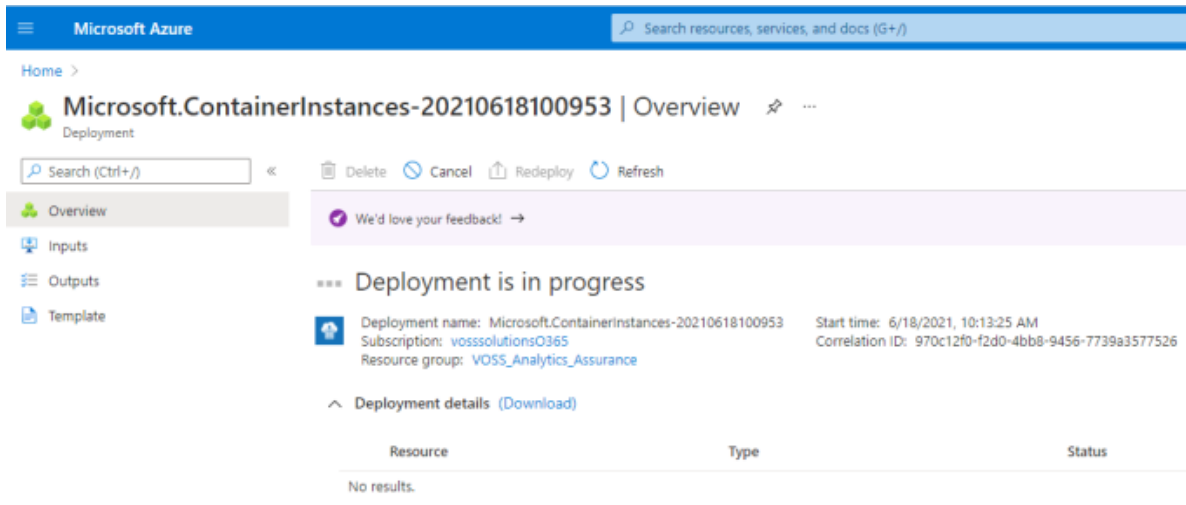 Microsoft Azure
Search resources, services, and docs (G+/)
Home >
Microsoft.ContainerInstances-20210618100953 | Overview ...
Deployment
Search (Ctrl+/) «
Delete Cancel Redeploy Refresh
Overview
Inputs
Outputs
Template
We'd love your feedback! →
Deployment is in progress
Deployment name: Microsoft.ContainerInstances-20210618100953
Subscription: vosssolutionsO365
Resource group: VOSS_Analytics_Assurance
Start time: 6/18/2021, 10:13:25 AM
Correlation ID: 970c12f0-f2d0-4bb8-9456-7739a3577526
Deployment details (Download)
Resource Type Status
No results.